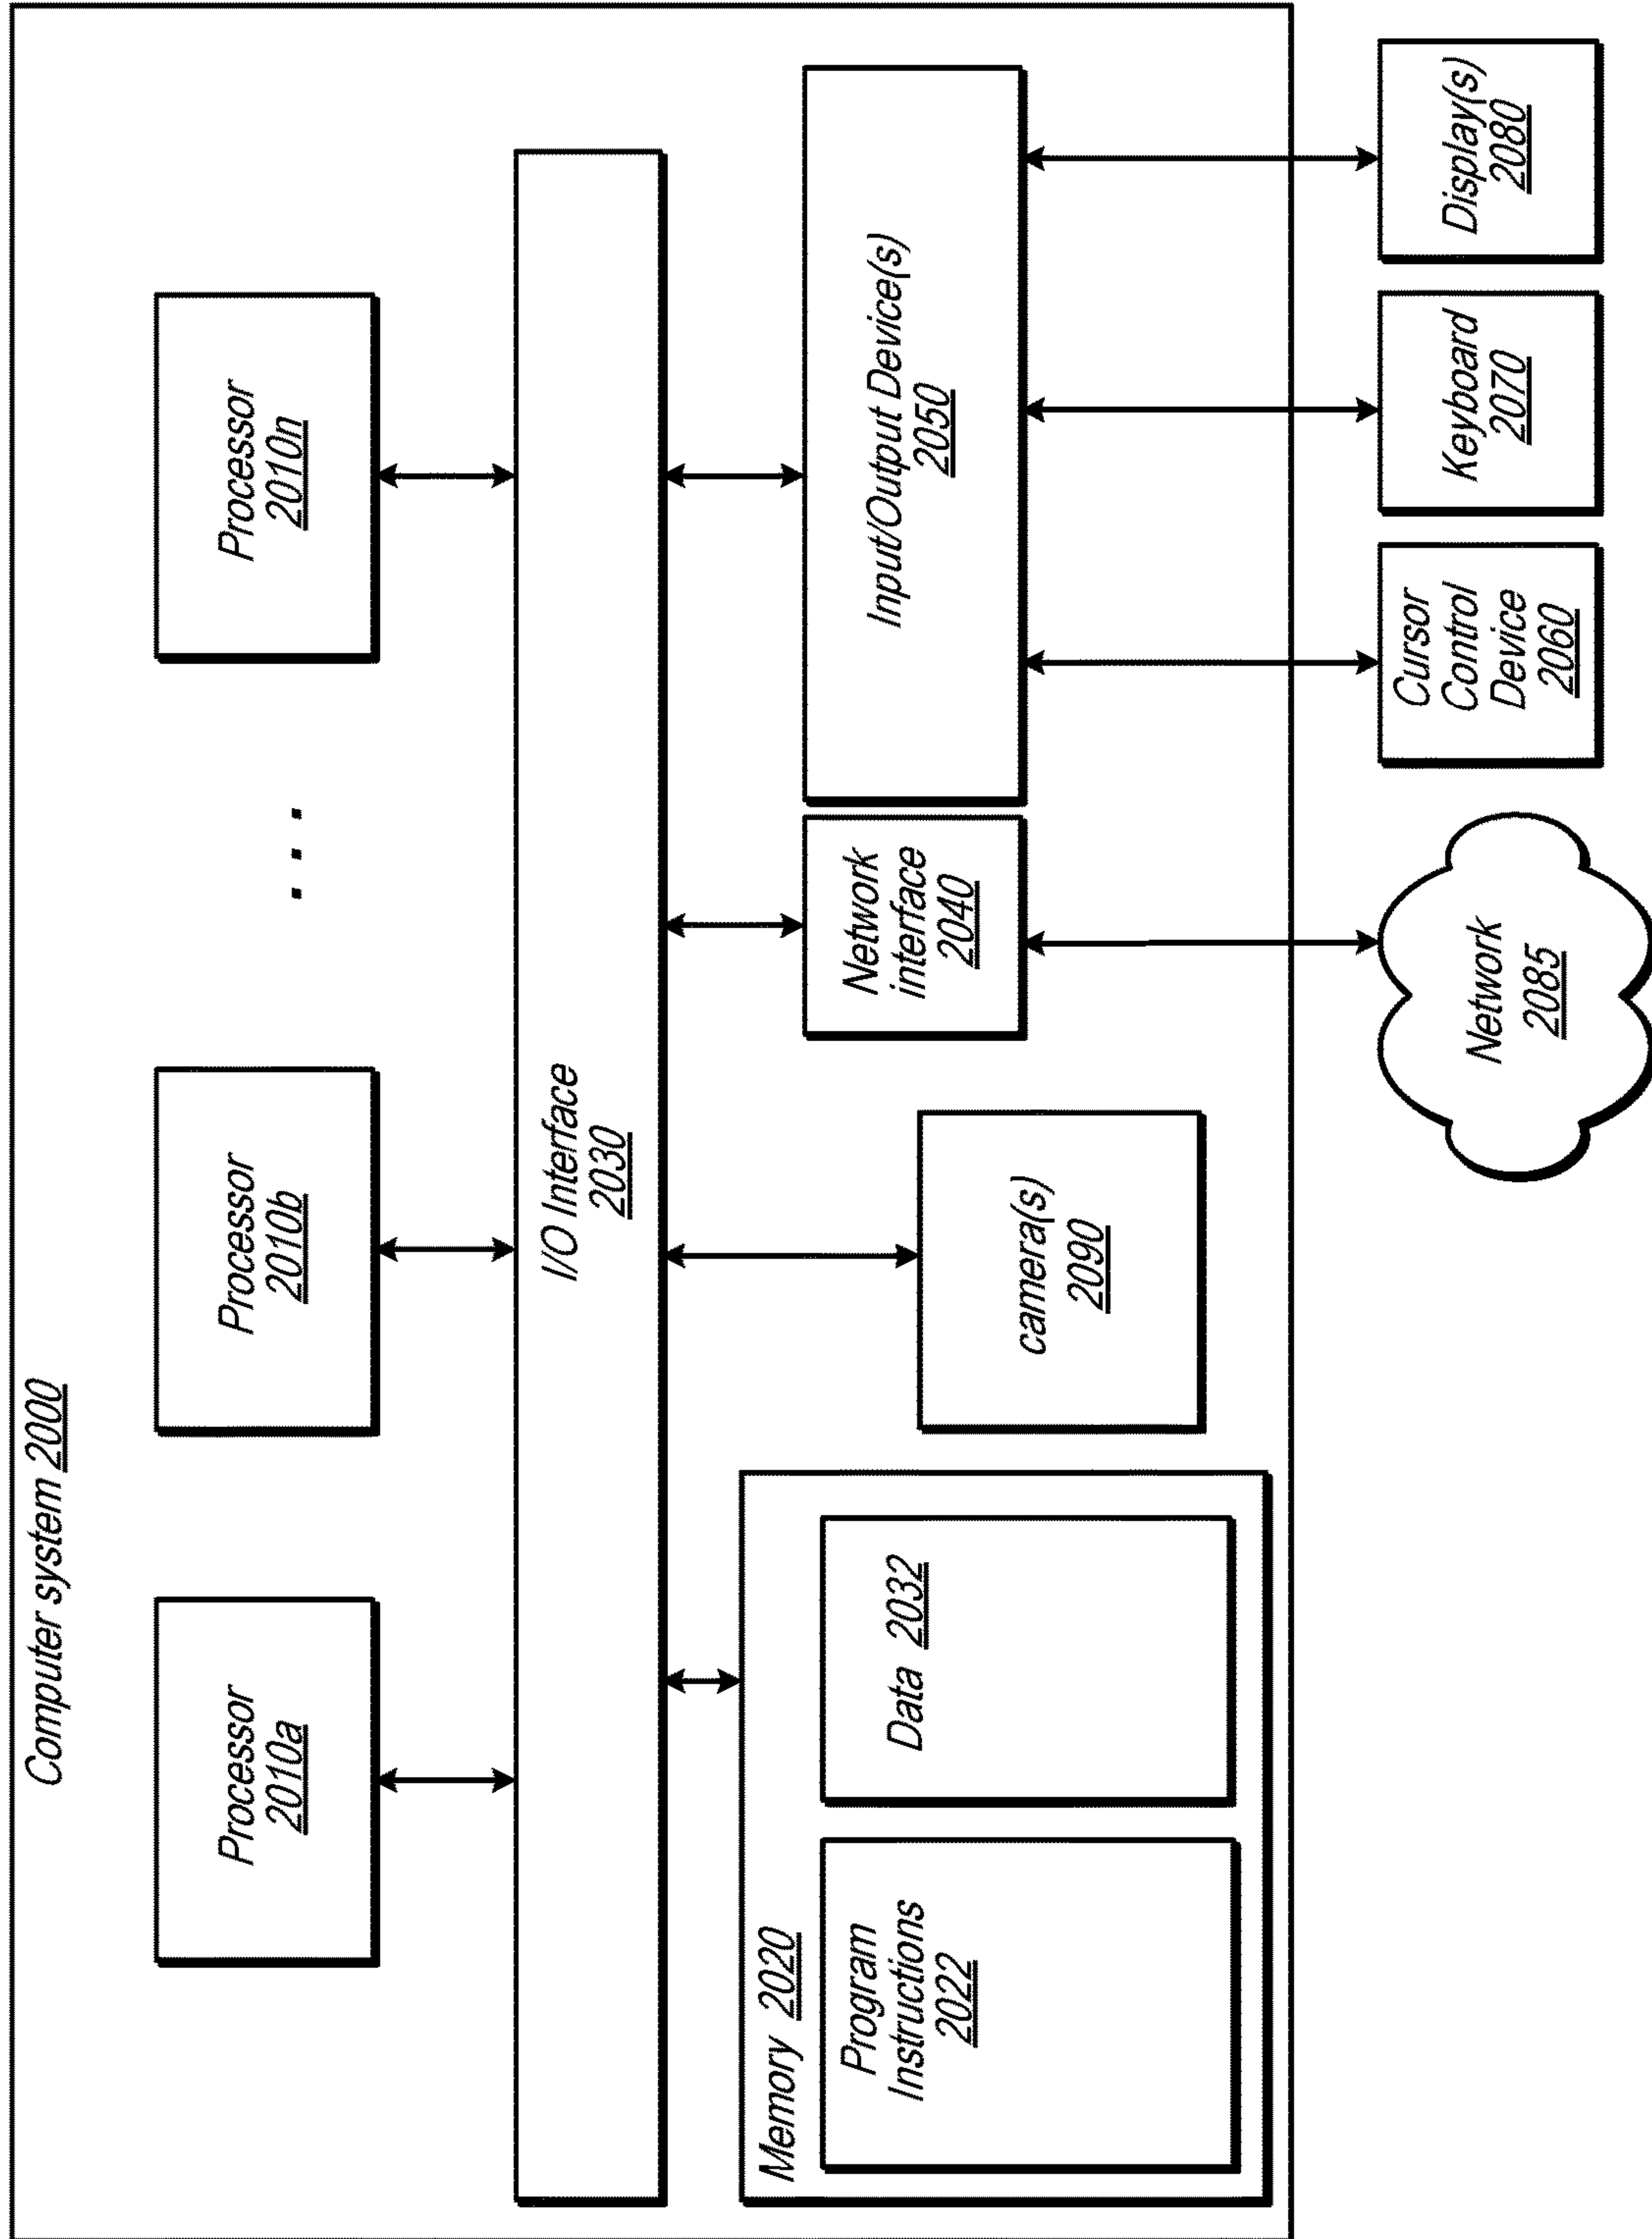 Computer system 2000
Processor
2010a
Processor
2010b
. . .
Processor
2010n
I/O Interface
2030
Memory 2020
Program
Instructions
2022
Data 2032
camera(s)
2090
Network
interface
2040
Input/Output Device(s)
2050
Network
2085
Cursor
Control
Device
2060
Keyboard
2070
Display(s)
2080